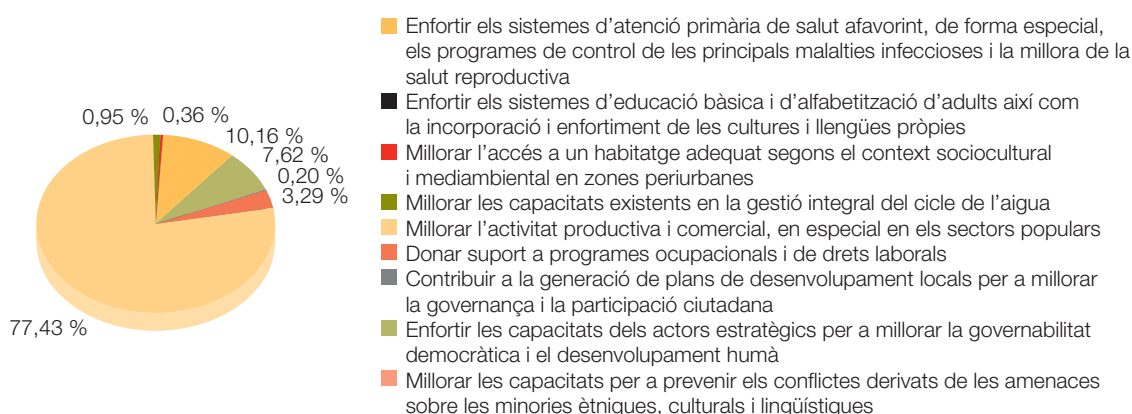 0,95 %
0,36 %
10,16 %
7,62 %
0,20 %
3,29 %
77,43 %
Enfortir els sistemes d’atenció primària de salut afavorint, de forma especial,
els programes de control de les principals malalties infeccioses i la millora de la
salut reproductiva
Enfortir els sistemes d’educació bàsica i d’alfabetització d’adults així com
la incorporació i enfortiment de les cultures i llengües pròpies
Millorar l’accés a un habitatge adequat segons el context sociocultural
i mediambiental en zones periurbanes
Millorar les capacitats existents en la gestió integral del cicle de l’aigua
Millorar l’activitat productiva i comercial, en especial en els sectors populars
Donar suport a programes ocupacionals i de drets laborals
Contribuir a la generació de plans de desenvolupament locals per a millorar
la governança i la participació ciutadana
Enfortir les capacitats dels actors estratègics per a millorar la governabilitat
democràtica i el desenvolupament humà
Millorar les capacitats per a prevenir els conflictes derivats de les amenaces
sobre les minories ètniques, culturals i lingüístiques